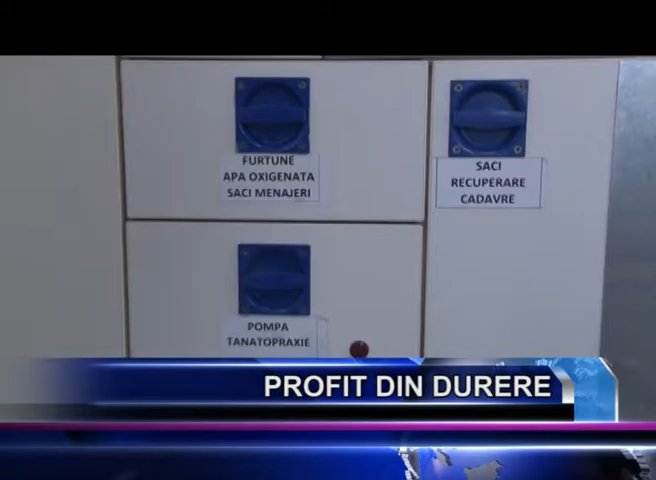 FURTUNE
APA OXIGENATA
SACI MENAJERI
SACI
RECUPERARE
CADAVRE
POMPA
TANATOPRAXIE
PROFIT DIN DURERE